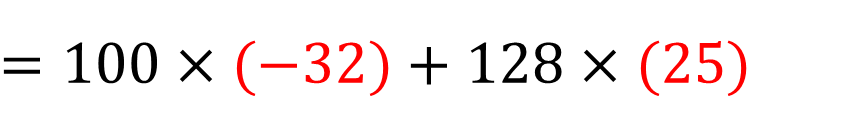 = 100 × (−32) + 128 × (25)